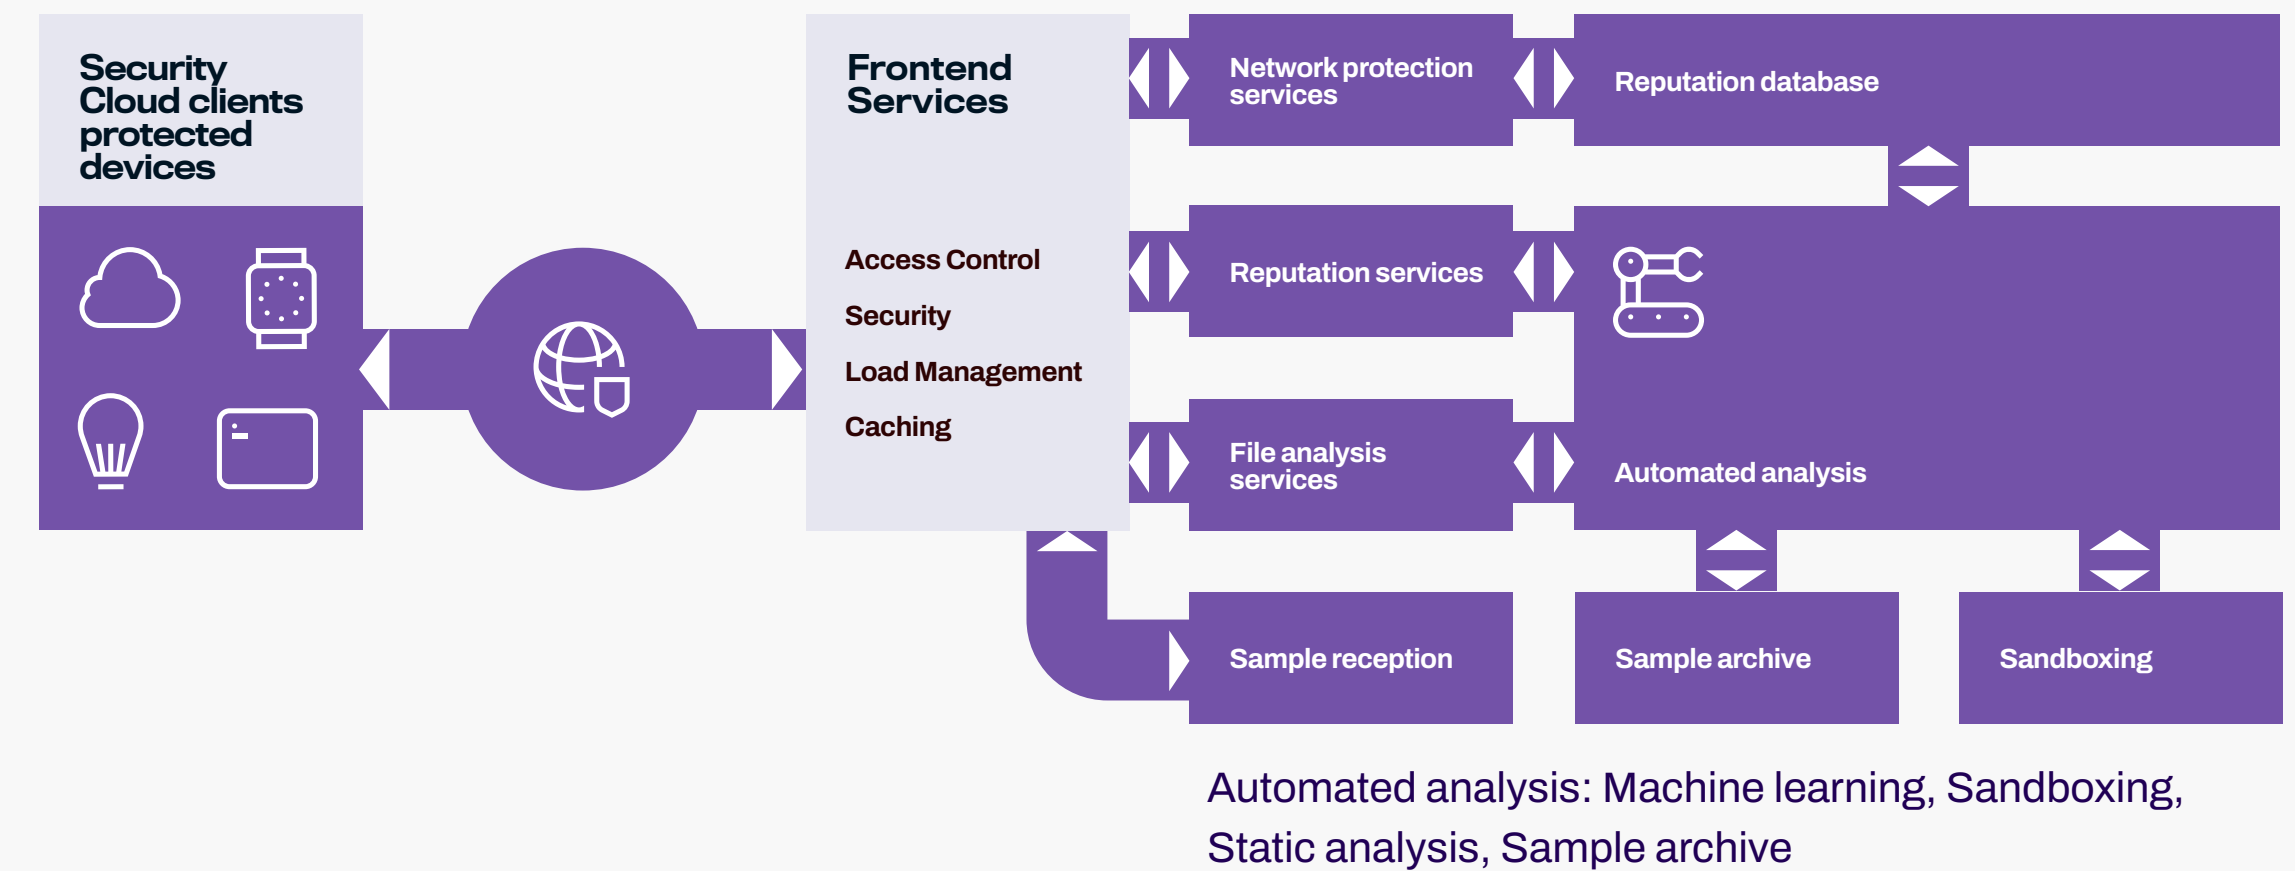 Security
Cloud clients
protected
devices
Frontend
Services
Access Control
Security
Load Management
Caching
Network protection
services
Reputation database
Reputation services
File analysis
services
Automated analysis
Sample reception
Sample archive
Sandboxing
Automated analysis: Machine learning, Sandboxing,
Static analysis, Sample archive